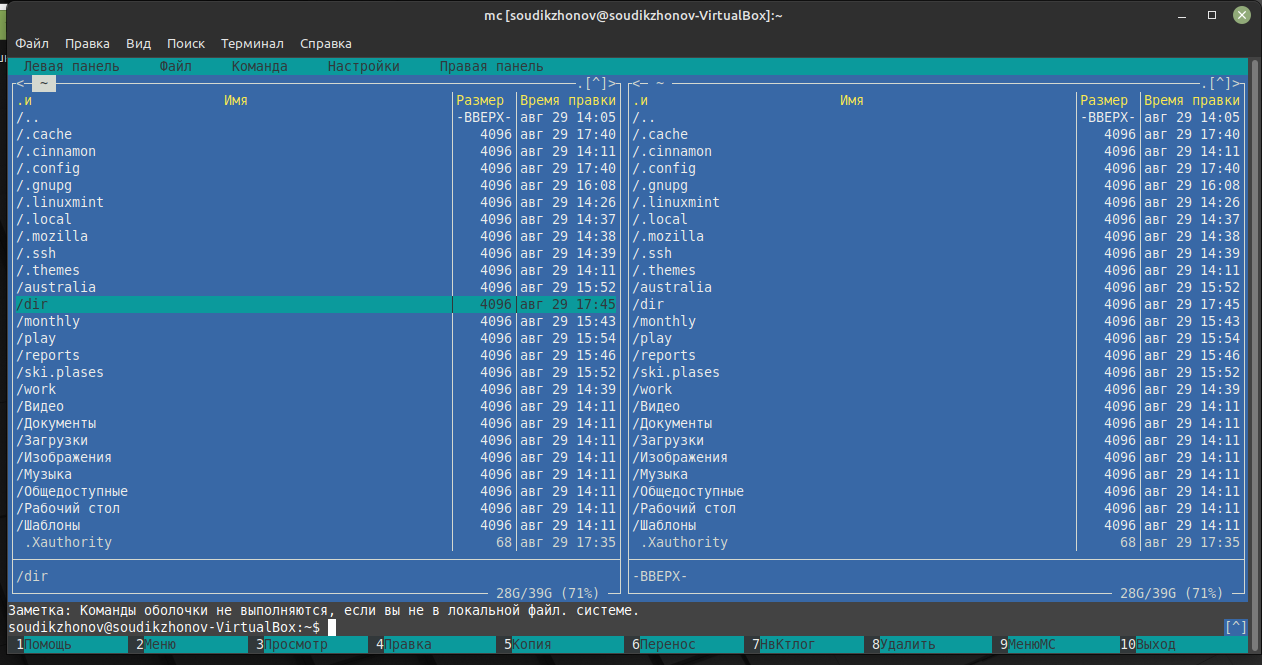 mc [soudikzhonov@soudikzhonov-VirtualBox]:~
Файл Правка Вид Поиск Терминал Справка
Левая панель Файл Команда Настройки Правая панель
<─ ~ .[^]> <─ ~ .[^]>
.и Имя Размер Время правки .и Имя Размер Время правки
/.. -ВВЕРХ- авг 29 14:05 /.. -ВВЕРХ- авг 29 14:05
/.cache 4096 авг 29 17:40 /.cache 4096 авг 29 17:40
/.cinnamon 4096 авг 29 14:11 /.cinnamon 4096 авг 29 14:11
/.config 4096 авг 29 17:40 /.config 4096 авг 29 17:40
/.gnupg 4096 авг 29 16:08 /.gnupg 4096 авг 29 16:08
/.linuxmint 4096 авг 29 14:26 /.linuxmint 4096 авг 29 14:26
/.local 4096 авг 29 14:37 /.local 4096 авг 29 14:37
/.mozilla 4096 авг 29 14:38 /.mozilla 4096 авг 29 14:38
/.ssh 4096 авг 29 14:39 /.ssh 4096 авг 29 14:39
/.themes 4096 авг 29 14:11 /.themes 4096 авг 29 14:11
/australia 4096 авг 29 15:52 /australia 4096 авг 29 15:52
/dir 4096 авг 29 17:45 /dir 4096 авг 29 17:45
/monthly 4096 авг 29 15:43 /monthly 4096 авг 29 15:43
/play 4096 авг 29 15:54 /play 4096 авг 29 15:54
/reports 4096 авг 29 15:46 /reports 4096 авг 29 15:46
/ski.plases 4096 авг 29 15:52 /ski.plases 4096 авг 29 15:52
/work 4096 авг 29 14:39 /work 4096 авг 29 14:39
/Видео 4096 авг 29 14:11 /Видео 4096 авг 29 14:11
/Документы 4096 авг 29 14:11 /Документы 4096 авг 29 14:11
/Загрузки 4096 авг 29 14:11 /Загрузки 4096 авг 29 14:11
/Изображения 4096 авг 29 14:11 /Изображения 4096 авг 29 14:11
/Музыка 4096 авг 29 14:11 /Музыка 4096 авг 29 14:11
/Общедоступные 4096 авг 29 14:11 /Общедоступные 4096 авг 29 14:11
/Рабочий стол 4096 авг 29 14:11 /Рабочий стол 4096 авг 29 14:11
/Шаблоны 4096 авг 29 14:11 /Шаблоны 4096 авг 29 14:11
.Xauthority 68 авг 29 17:35 .Xauthority 68 авг 29 17:35
/dir -ВВЕРХ-
28G/39G (71%) 28G/39G (71%)
Заметка: Команды оболочки не выполняются, если вы не в локальной файл. системе.
soudikzhonov@soudikzhonov-VirtualBox:~$ [^]
1Помощь 2Меню 3Просмотр 4Правка 5Копия 6Перенос 7НвКтлог 8Удалить 9МенюМС 10Выход